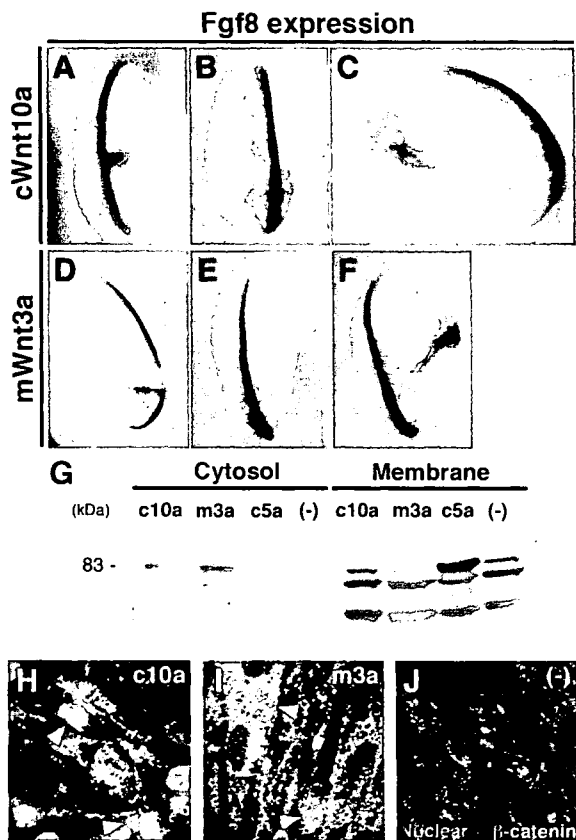 Fgf8 expression
cWnt10a
A B C
mWnt3a
D E F
G Cytosol Membrane
(kDa) c10a m3a c5a (-) c10a m3a c5a (-)
83 -
H c10a I m3a J (-)
Nuclear β-catenin